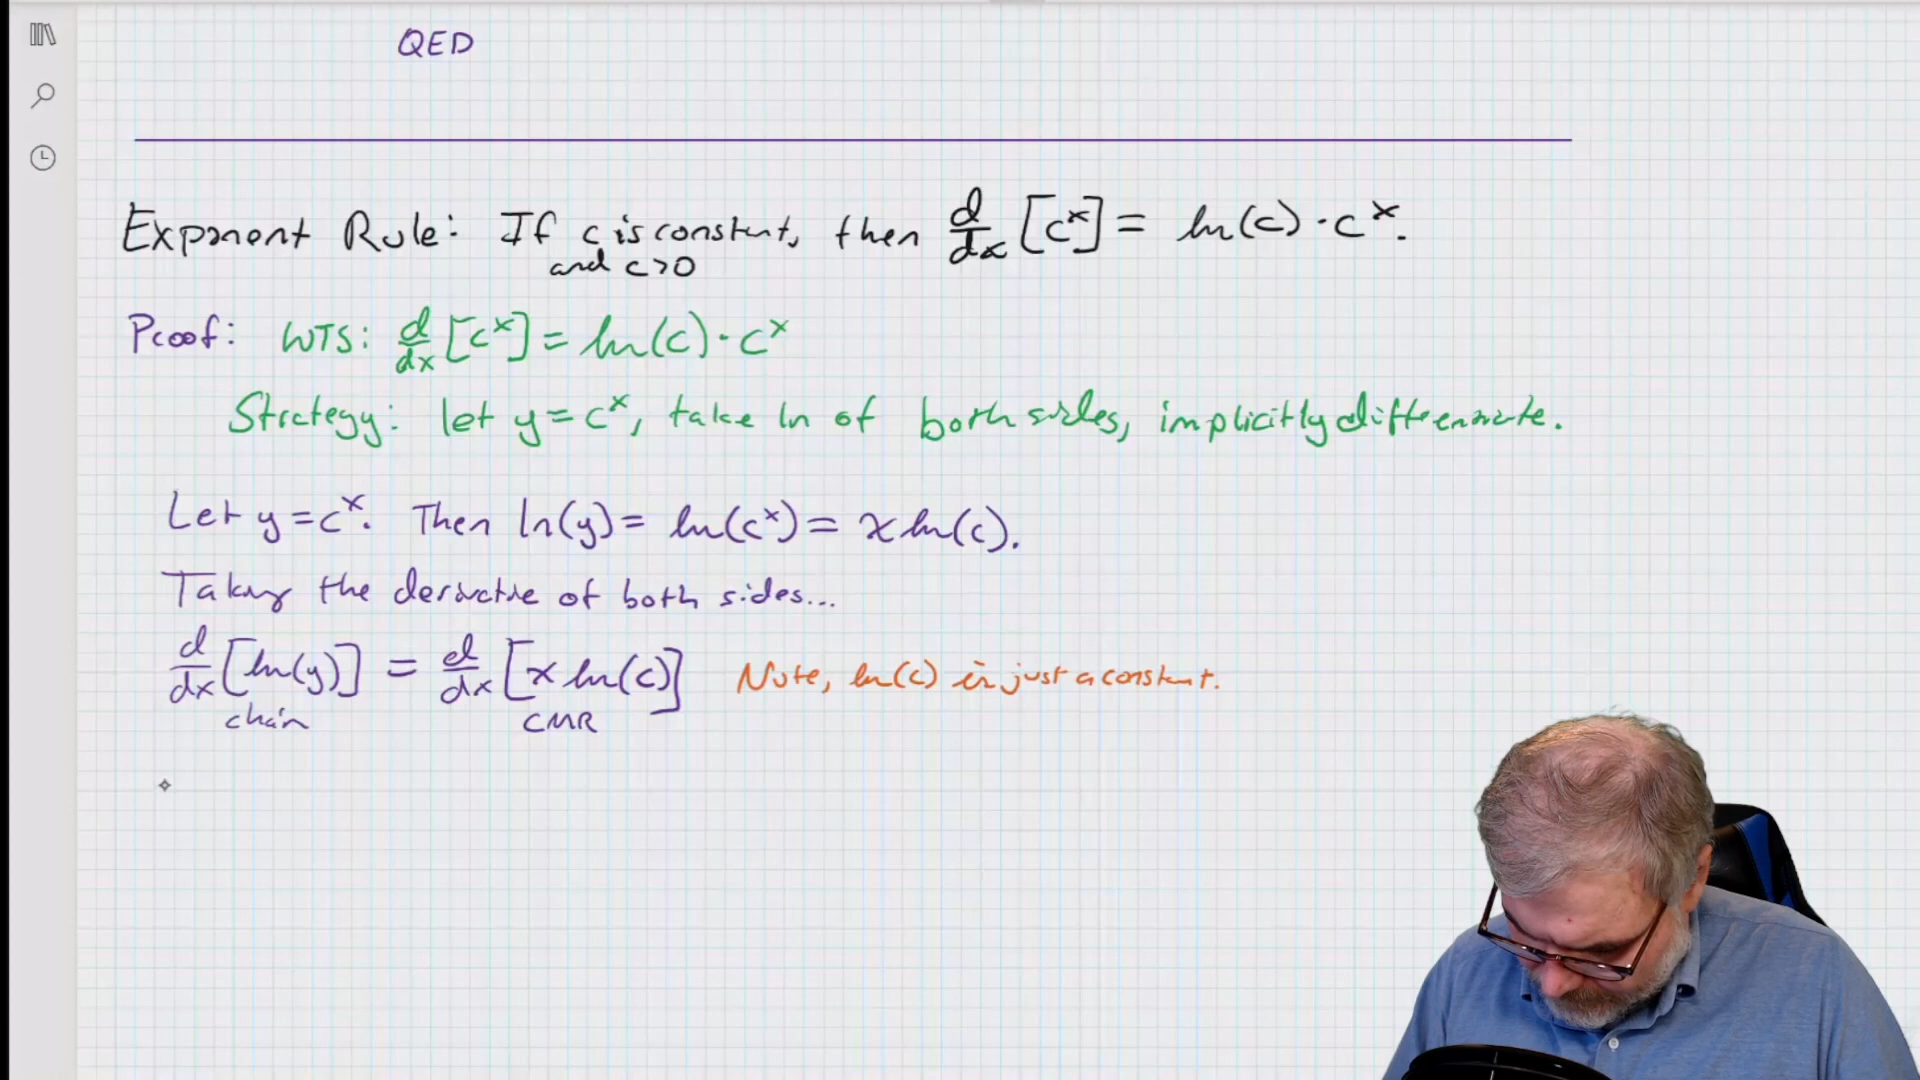 QED
Exponent Rule: If c is constant, then d/dx [c^x] = ln(c) · c^x.
and c>0
Proof: WTS: d/dx [c^x] = ln(c) · c^x
Strategy: let y=c^x, take ln of both sides, implicitly differentiate.
Let y=c^x. Then ln(y)= ln(c^x)= x ln(c).
Taking the derivative of both sides...
d/dx [ln(y)] = d/dx [x ln(c)] Note, ln(c) is just a constant.
chain CMR